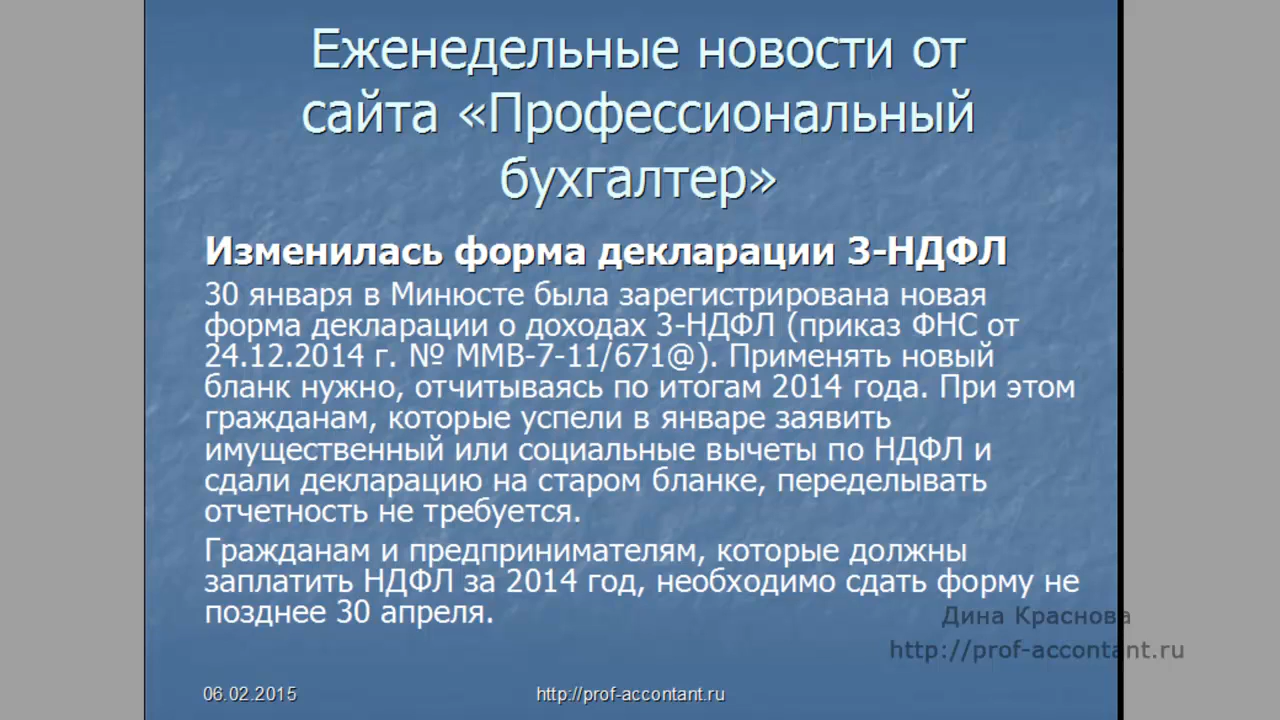 Еженедельные новости от
сайта «Профессиональный
бухгалтер»
Изменилась форма декларации 3-НДФЛ
30 января в Минюсте была зарегистрирована новая
форма декларации о доходах 3-НДФЛ (приказ ФНС от
24.12.2014 г. № ММВ-7-11/671@). Применять новый
бланк нужно, отчитываясь по итогам 2014 года. При этом
гражданам, которые успели в январе заявить
имущественный или социальные вычеты по НДФЛ и
сдали декларацию на старом бланке, переделывать
отчетность не требуется.
Гражданам и предпринимателям, которые должны
заплатить НДФЛ за 2014 год, необходимо сдать форму не
позднее 30 апреля.
Дина Краснова
http://prof-accontant.ru
06.02.2015
http://prof-accontant.ru